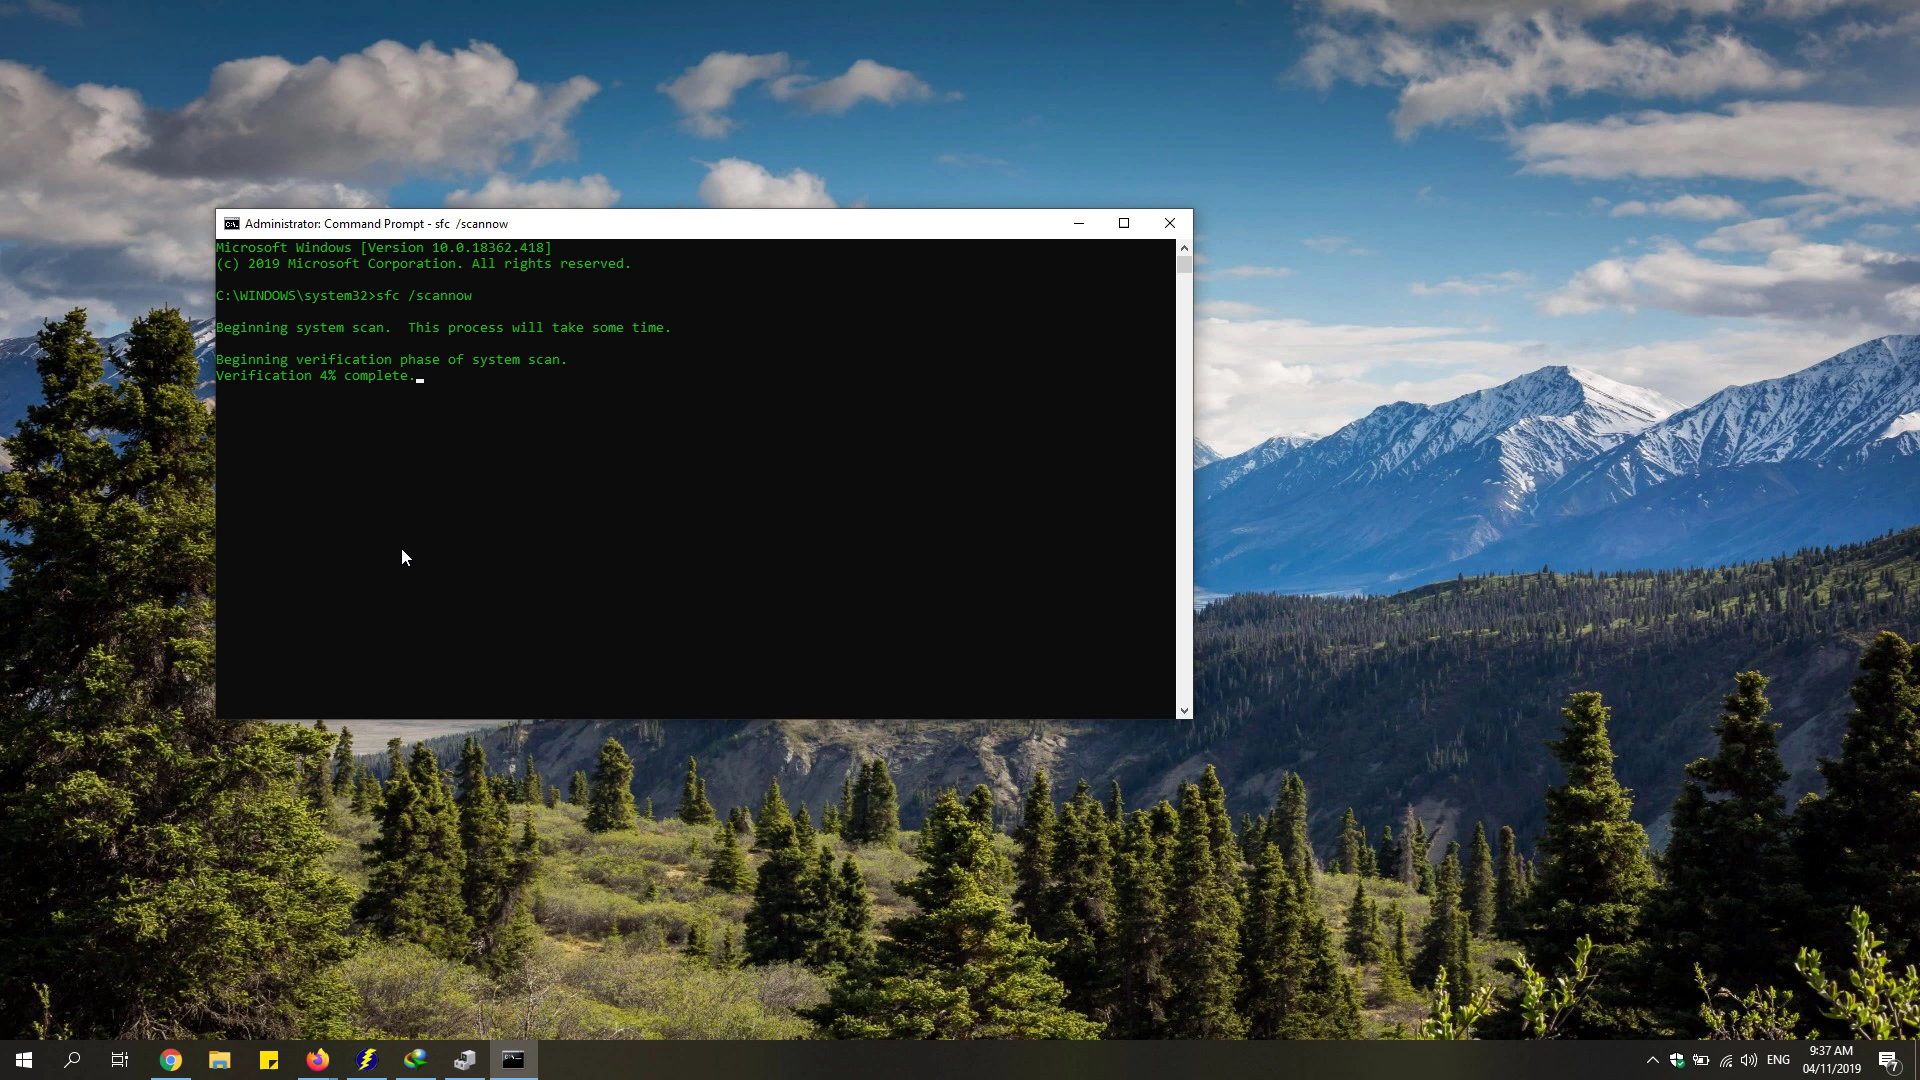 Administrator: Command Prompt - sfc  /scannow
Microsoft Windows [Version 10.0.18362.418]
(c) 2019 Microsoft Corporation. All rights reserved.
C:\WINDOWS\system32>sfc /scannow
Beginning system scan.  This process will take some time.
Beginning verification phase of system scan.
Verification 4% complete.
ENG
9:37 AM
04/11/2019
7